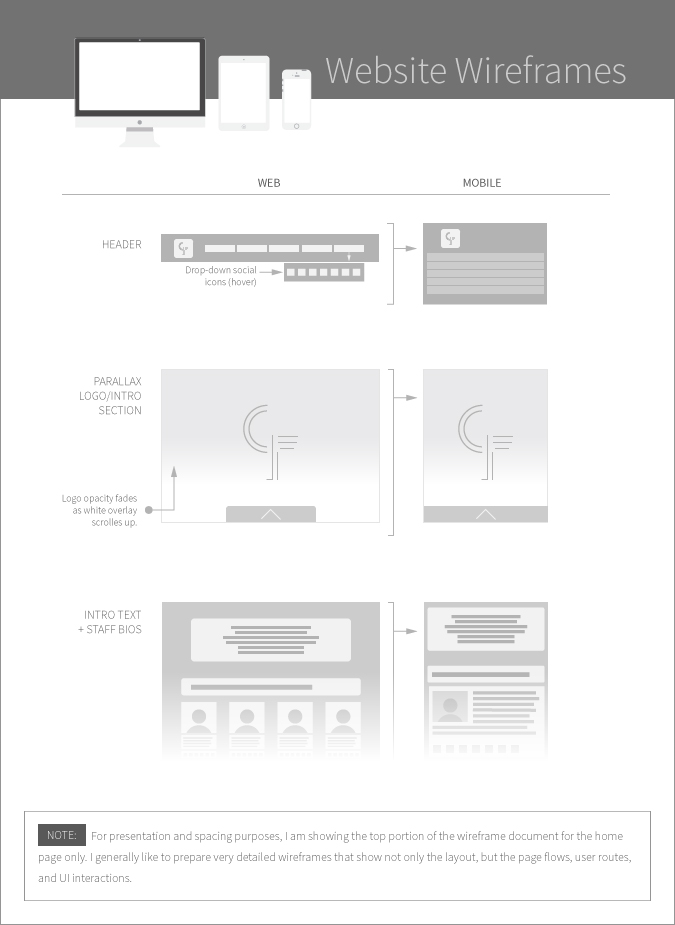 Website Wireframes
WEB
MOBILE
HEADER
Drop-down social
icons (hover)
PARALLAX
LOGO/INTRO
SECTION
Logo opacity fades
as white overlay
scrolles up.
INTRO TEXT
+ STAFF BIOS
NOTE: For presentation and spacing purposes, I am showing the top portion of the wireframe document for the home
page only. I generally like to prepare very detailed wireframes that show not only the layout, but the page flows, user routes,
and UI interactions.